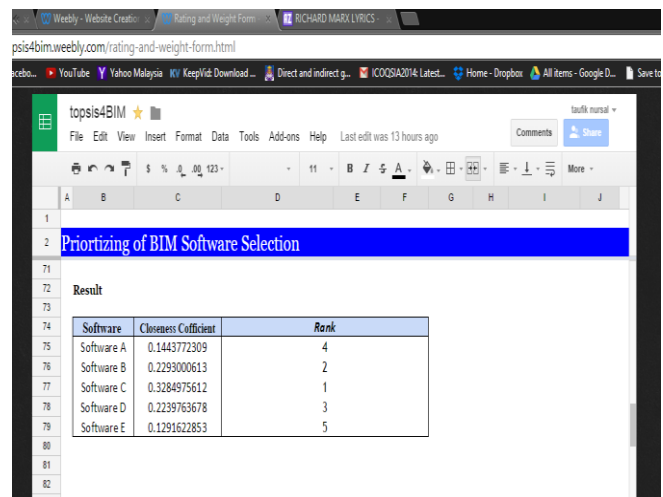 Weebly - Website Creatio
Rating and Weight Form
RICHARD MARX LYRICS -
psis4bim.weebly.com/rating-and-weight-form.html
acebo... YouTube Yahoo Malaysia KeepVid: Download ... Direct and indirect g... ICOQSIA2014: Latest... Home - Dropbox All items - Google D... Save to
topsis4BIM
taufik nursal
File Edit View Insert Format Data Tools Add-ons Help Last edit was 13 hours ago
Comments Share
$ % .0 .00 123 11 B I S A More
A B C D E F G H I J
1
2 Priortizing of BIM Software Selection
71
72 Result
73
74 Software Closeness Cofficient Rank
75 Software A 0.1443772309 4
76 Software B 0.2293000613 2
77 Software C 0.3284975612 1
78 Software D 0.2239763678 3
79 Software E 0.1291622853 5
80
81
82